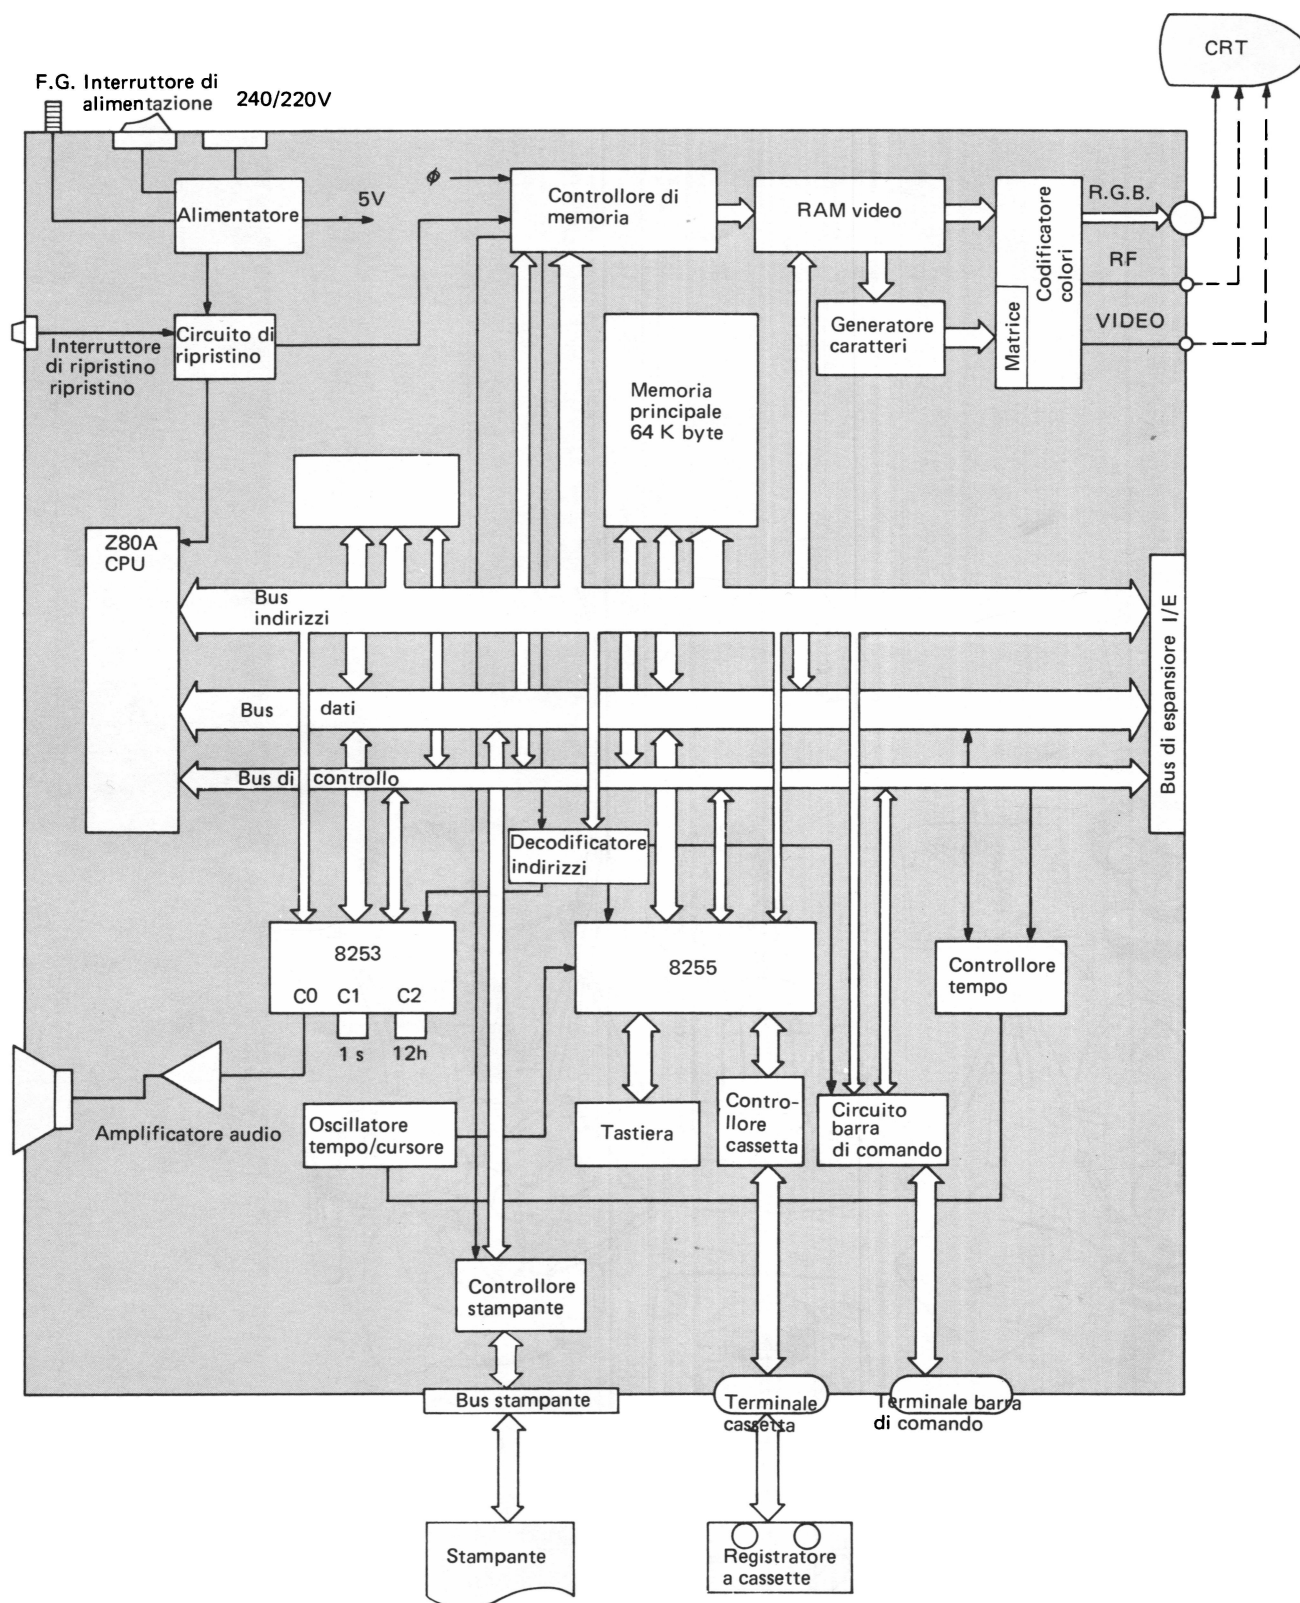 CRT
F.G. Interruttore di
alimentazione
240/220V
Alimentatore
5V
ϕ
Controllore di
memoria
RAM video
Codificatore
colori
Matrice
R.G.B.
RF
VIDEO
Circuito di
ripristino
Interruttore
di ripristino
ripristino
Generatore
caratteri
Memoria
principale
64 K byte
Z80A
CPU
Bus
indirizzi
Bus dati
Bus di controllo
Bus di espansiore I/E
Decodificatore
indirizzi
8253
C0 C1 C2
1 s 12h
8255
Controllore
tempo
Amplificatore audio
Oscillatore
tempo/cursore
Tastiera
Contro-
llore
cassetta
Circuito
barra
di comando
Controllore
stampante
Bus stampante
Terminale
cassetta
Terminale barra
di comando
Stampante
Registratore
a cassette